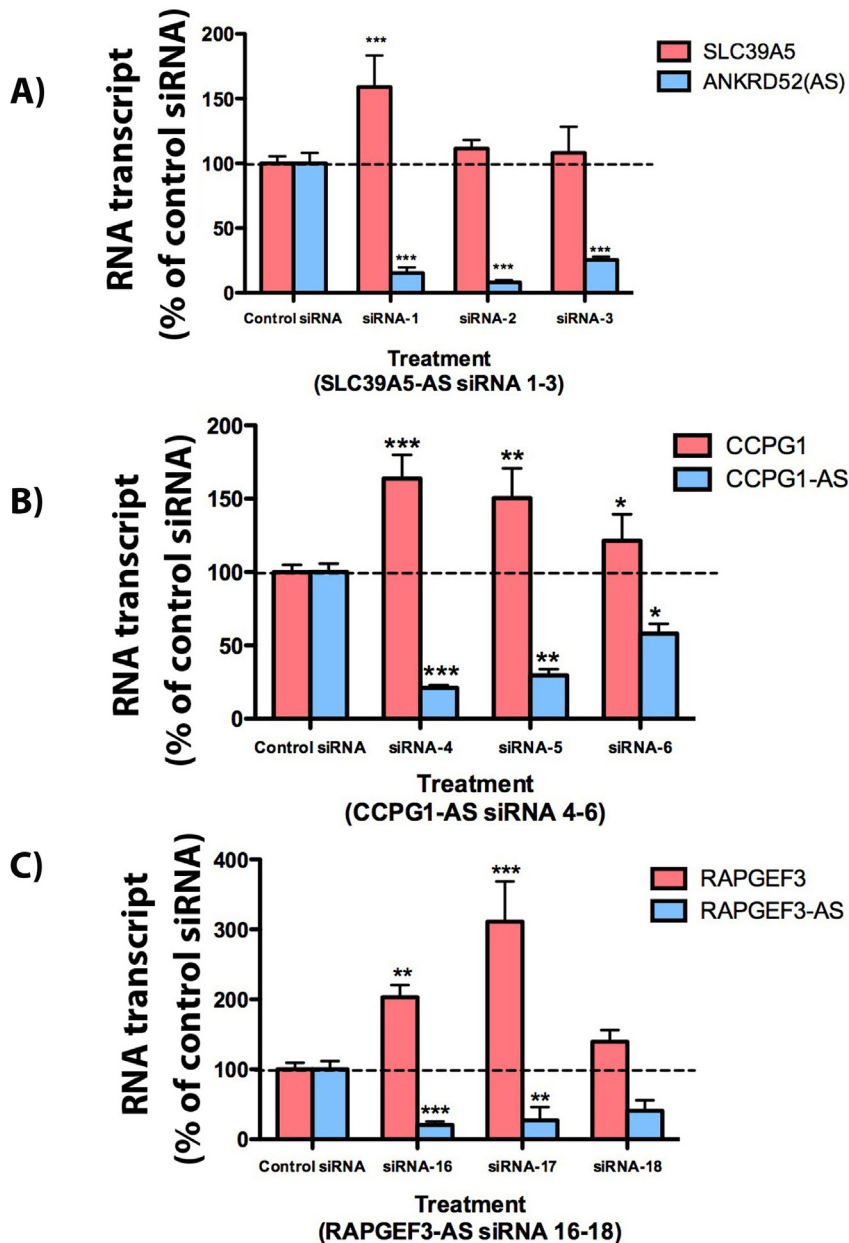 A)
RNA transcript
(% of control siRNA)
200
150
100
50
0
***
***
***
***
SLC39A5
ANKRD52(AS)
Control siRNA siRNA-1 siRNA-2 siRNA-3
Treatment
(SLC39A5-AS siRNA 1-3)
B)
RNA transcript
(% of control siRNA)
200
150
100
50
0
***
**
*
***
**
*
CCPG1
CCPG1-AS
Control siRNA siRNA-4 siRNA-5 siRNA-6
Treatment
(CCPG1-AS siRNA 4-6)
C)
RNA transcript
(% of control siRNA)
400
300
200
100
0
**
***
***
**
RAPGEF3
RAPGEF3-AS
Control siRNA siRNA-16 siRNA-17 siRNA-18
Treatment
(RAPGEF3-AS siRNA 16-18)